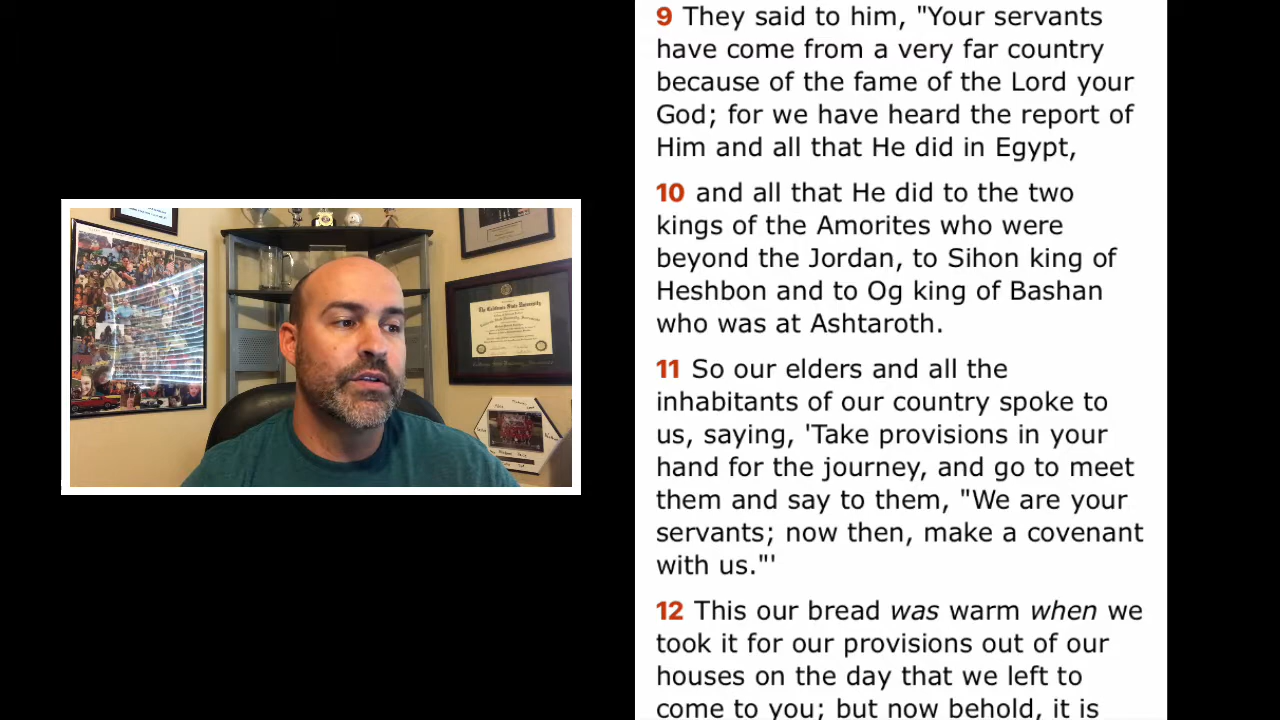 9 They said to him, "Your servants
have come from a very far country
because of the fame of the Lord your
God; for we have heard the report of
Him and all that He did in Egypt,
10 and all that He did to the two
kings of the Amorites who were
beyond the Jordan, to Sihon king of
Heshbon and to Og king of Bashan
who was at Ashtaroth.
11 So our elders and all the
inhabitants of our country spoke to
us, saying, 'Take provisions in your
hand for the journey, and go to meet
them and say to them, "We are your
servants; now then, make a covenant
with us."'
12 This our bread was warm when we
took it for our provisions out of our
houses on the day that we left to
come to you; but now behold, it is
The California State University